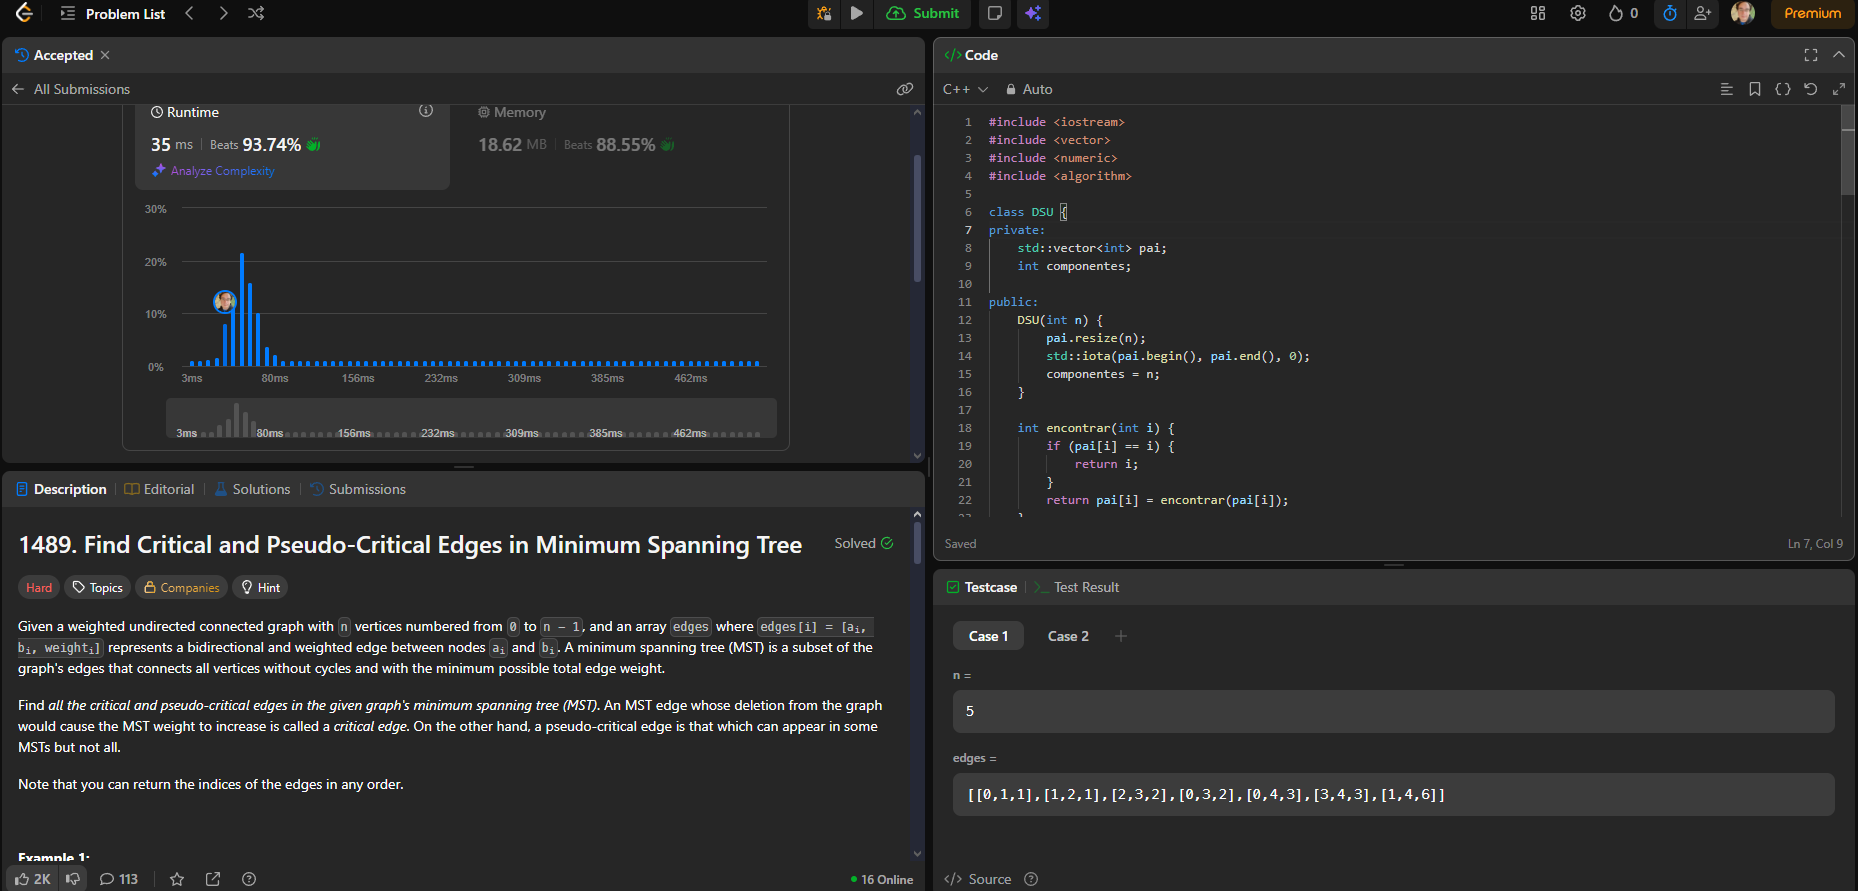 Problem List
Submit
0
Premium
Accepted
All Submissions
Runtime
35 ms
Beats 93.74%
Analyze Complexity
Memory
18.62 MB
Beats 88.55%
30%
20%
10%
0%
3ms 80ms 156ms 232ms 309ms 385ms 462ms
3ms 80ms 156ms 232ms 309ms 385ms 462ms
Description
Editorial
Solutions
Submissions
1489. Find Critical and Pseudo-Critical Edges in Minimum Spanning Tree
Solved
Hard
Topics
Companies
Hint
Given a weighted undirected connected graph with n vertices numbered from 0 to n - 1, and an array edges where edges[i] = [aᵢ,
bᵢ, weightᵢ] represents a bidirectional and weighted edge between nodes aᵢ and bᵢ. A minimum spanning tree (MST) is a subset of the
graph's edges that connects all vertices without cycles and with the minimum possible total edge weight.
Find all the critical and pseudo-critical edges in the given graph's minimum spanning tree (MST). An MST edge whose deletion from the graph
would cause the MST weight to increase is called a critical edge. On the other hand, a pseudo-critical edge is that which can appear in some
MSTs but not all.
Note that you can return the indices of the edges in any order.
Example 1:
2K
113
16 Online
</> Code
C++
Auto
1 #include <iostream>
2 #include <vector>
3 #include <numeric>
4 #include <algorithm>
5
6 class DSU {
7 private:
8 std::vector<int> pai;
9 int componentes;
10
11 public:
12 DSU(int n) {
13 pai.resize(n);
14 std::iota(pai.begin(), pai.end(), 0);
15 componentes = n;
16 }
17
18 int encontrar(int i) {
19 if (pai[i] == i) {
20 return i;
21 }
22 return pai[i] = encontrar(pai[i]);
23 }
Saved
Ln 7, Col 9
Testcase
Test Result
Case 1
Case 2
n =
5
edges =
[[0,1,1],[1,2,1],[2,3,2],[0,3,2],[0,4,3],[3,4,3],[1,4,6]]
</> Source